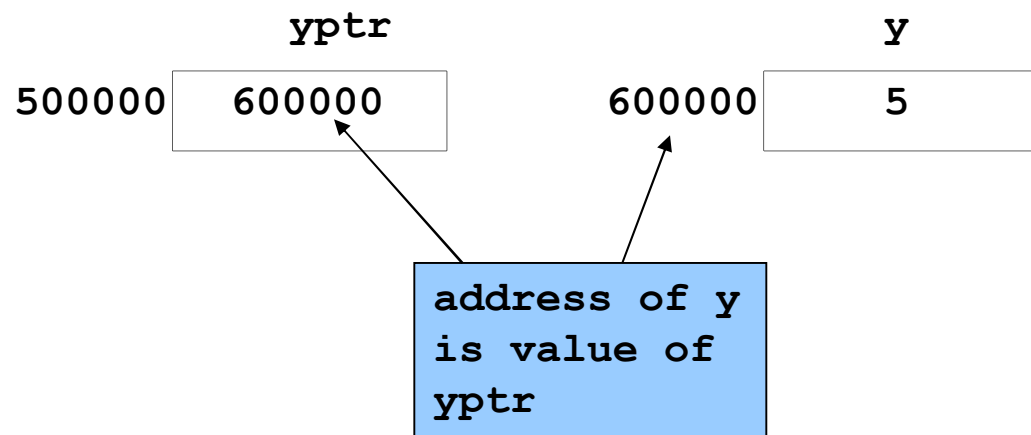 yptr y
500000 600000 600000 5
address of y
is value of
yptr